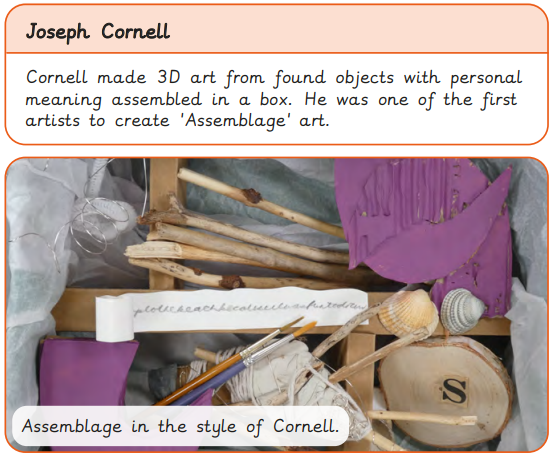 Joseph Cornell
Cornell made 3D art from found objects with personal
meaning assembled in a box. He was one of the first
artists to create 'Assemblage' art.
S
Assemblage in the style of Cornell.